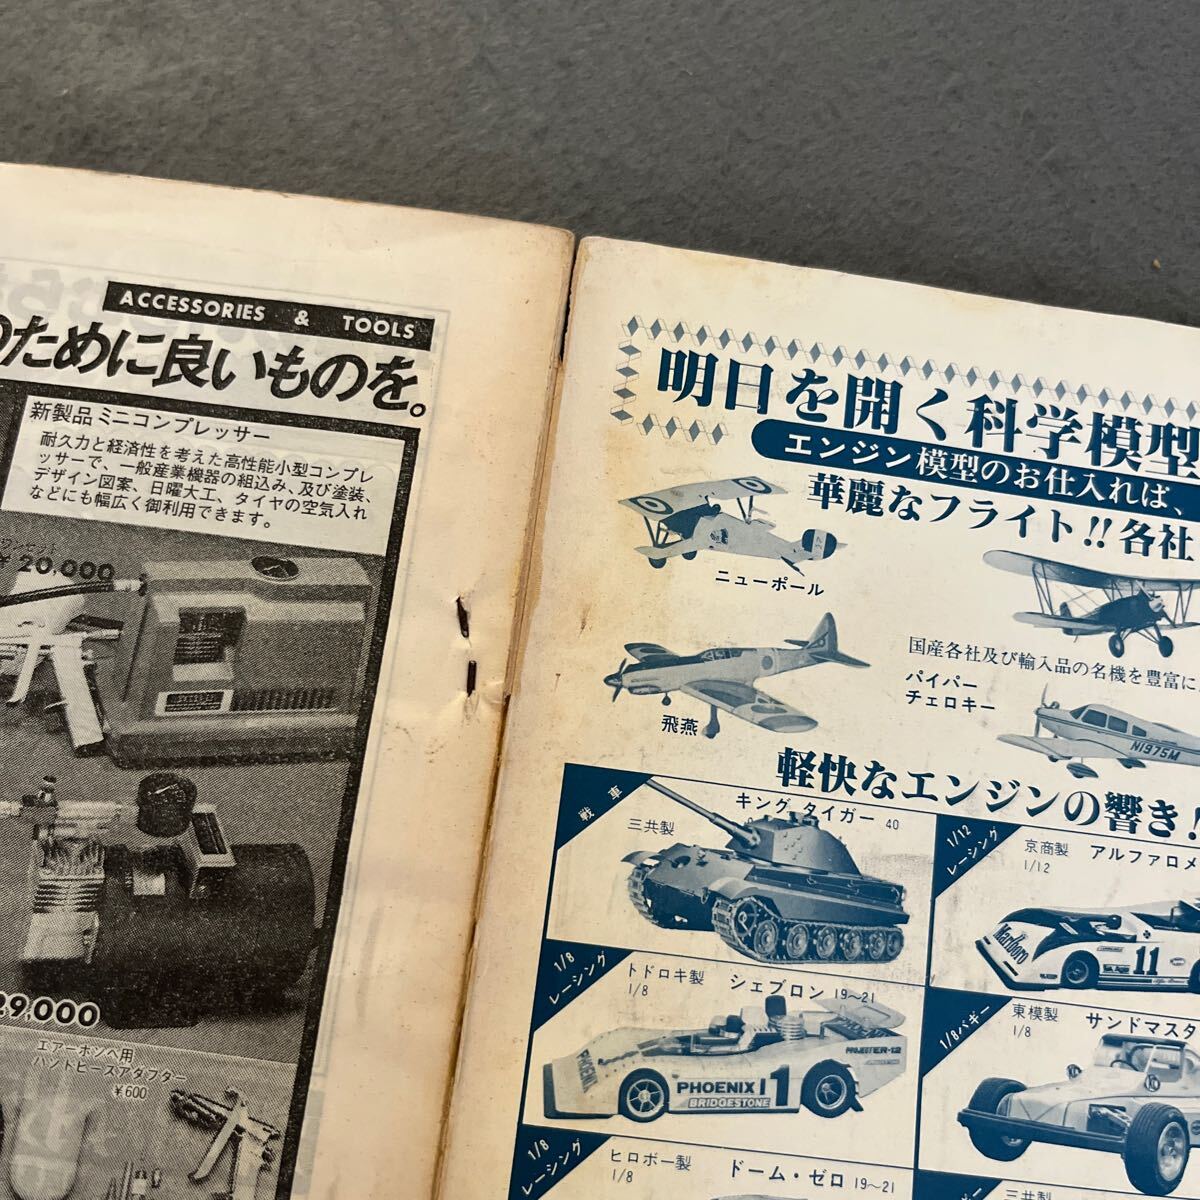 ACCESSORIES & TOOLS
ために良いものを。
新製品 ミニコンプレッサー
耐久力と経済性を考えた高性能小型コンプレ
ッサーで、一般産業機器の組込み、及び塗装、
デザイン図案、日曜大工、タイヤの空気入れ
などにも幅広く御利用できます。
¥20,000
29,000
エアーボンベ用
ハンドピースアダプター
¥600
明日を開く科学模型
エンジン模型のお仕入れば、
華麗なフライト!! 各社
ニューポール
飛燕
国産各社及び輸入品の名機を豊富に
パイパー
チェロキー
N1975M
軽快なエンジンの響き!
戦車
三共製
キング タイガー 40
1/12
レーシング
京商製
1/12
アルファロメ
Marlboro
11
1/8
レーシング
トドロキ製
1/8
シェブロン 19〜21
PHOENIX 1
BRIDGESTONE
1
1/8バギー
東模製
1/8
サンドマスタ
1/8
レーシング
ヒロボー製
1/8
ドーム・ゼロ 19〜21
三共製